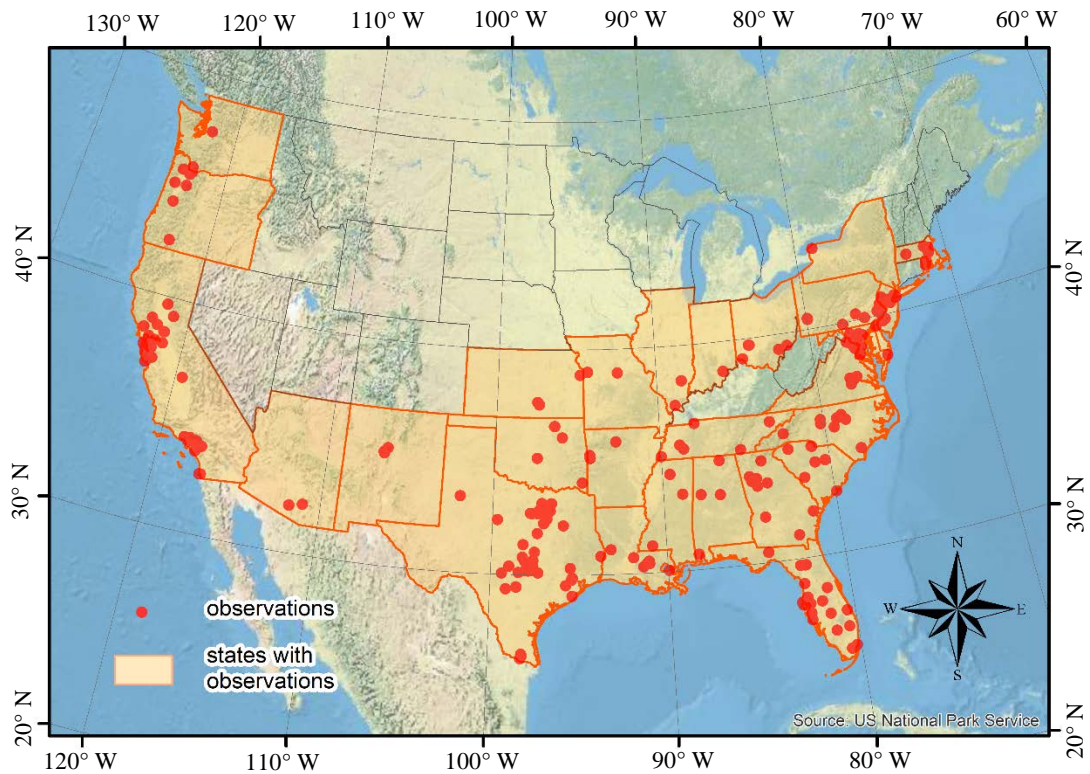 130° W 120° W 110° W 100° W 90° W 80° W 70° W 60° W
40° N
40° N
30° N
30° N
N
W
E
S
observations
states with
observations
Source: US National Park Service
20° N
20° N
120° W 110° W 100° W 90° W 80° W